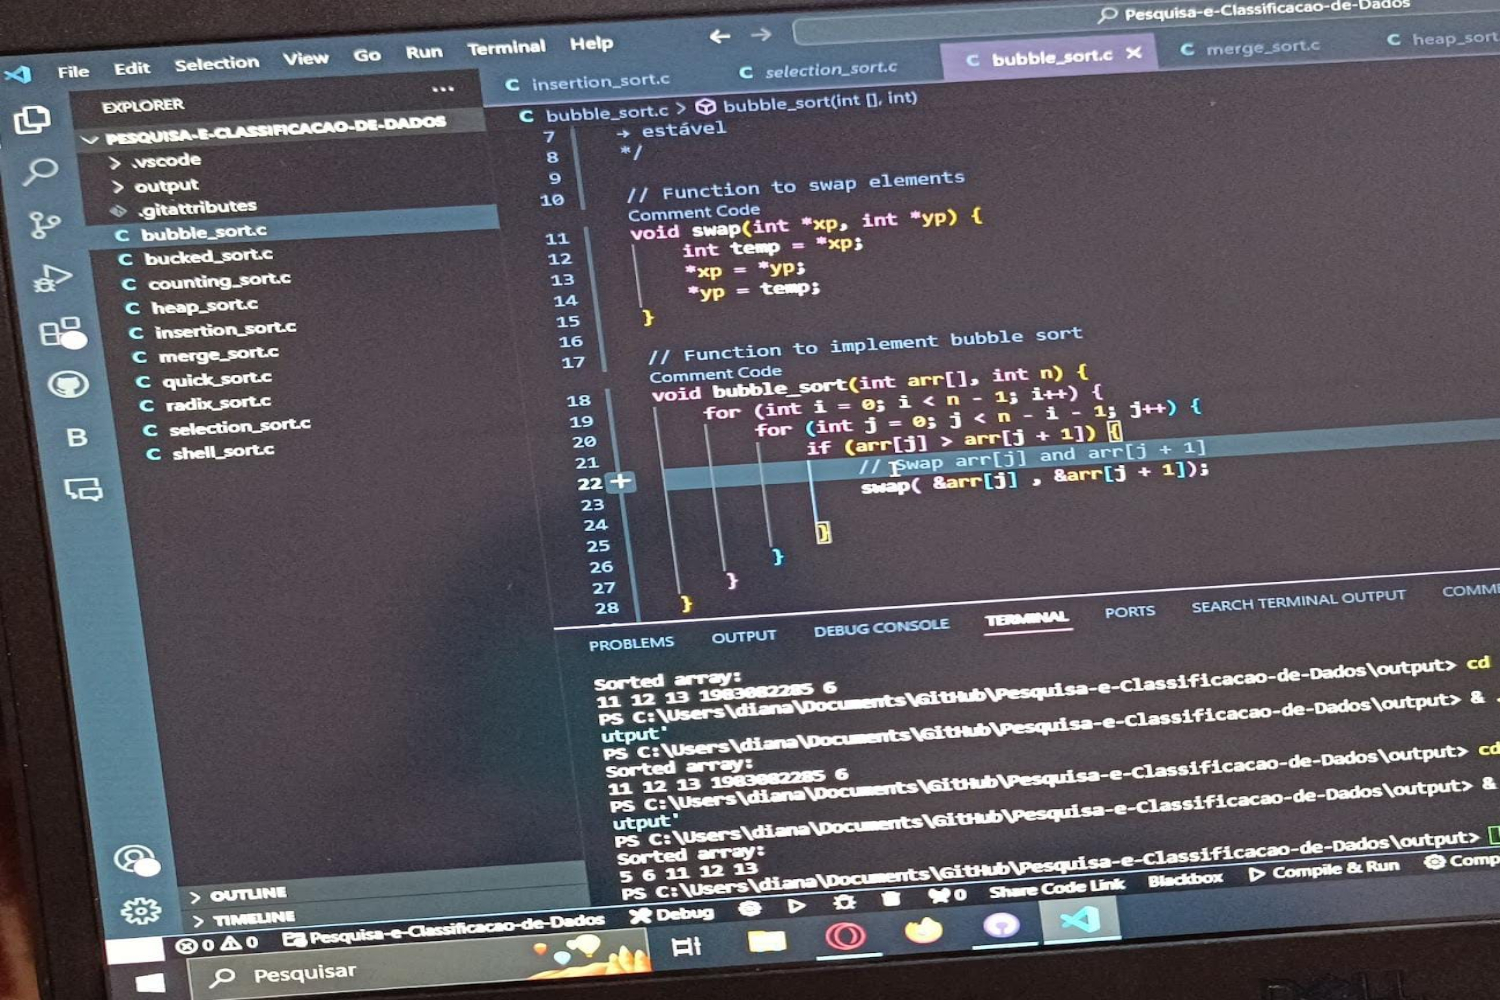 Pesquisa-e-Classificacao-de-Dados
File Edit Selection View Go Run Terminal Help
EXPLORER
PESQUISA-E-CLASSIFICACAO-DE-DADOS
.vscode
output
.gitattributes
C bubble_sort.c
C bucked_sort.c
C counting_sort.c
C heap_sort.c
C insertion_sort.c
C merge_sort.c
C quick_sort.c
C radix_sort.c
C selection_sort.c
C shell_sort.c
OUTLINE
TIMELINE
B
C insertion_sort.c C selection_sort.c C bubble_sort.c × C merge_sort.c C heap_sort
C bubble_sort.c > bubble_sort(int [], int)
7 → estável
8 */
9
10 // Function to swap elements
Comment Code
11 void swap(int *xp, int *yp) {
12 int temp = *xp;
13 *xp = *yp;
14 *yp = temp;
15 }
16
17 // Function to implement bubble sort
Comment Code
18 void bubble_sort(int arr[], int n) {
19 for (int i = 0; i < n - 1; i++) {
20 for (int j = 0; j < n - i - 1; j++) {
21 if (arr[j] > arr[j + 1]) {
22 // Swap arr[j] and arr[j + 1]
23 swap( &arr[j] , &arr[j + 1]);
24
25 }
26 }
27 }
28 }
PROBLEMS OUTPUT DEBUG CONSOLE TERMINAL PORTS SEARCH TERMINAL OUTPUT COMME
Sorted array:
11 12 13 1983082285 6
PS C:\Users\diana\Documents\GitHub\Pesquisa-e-Classificacao-de-Dados\output> cd
PS C:\Users\diana\Documents\GitHub\Pesquisa-e-Classificacao-de-Dados\output> & .
utput'
Sorted array:
11 12 13 1983082285 6
PS C:\Users\diana\Documents\GitHub\Pesquisa-e-Classificacao-de-Dados\output> cd
utput'
PS C:\Users\diana\Documents\GitHub\Pesquisa-e-Classificacao-de-Dados\output> &
Sorted array:
5 6 11 12 13
PS C:\Users\diana\Documents\GitHub\Pesquisa-e-Classificacao-de-Dados\output>
0 0 Pesquisa-e-Classificacao-de-Dados Debug 0 Share Code Link Blackbox Compile & Run Comp
Pesquisar